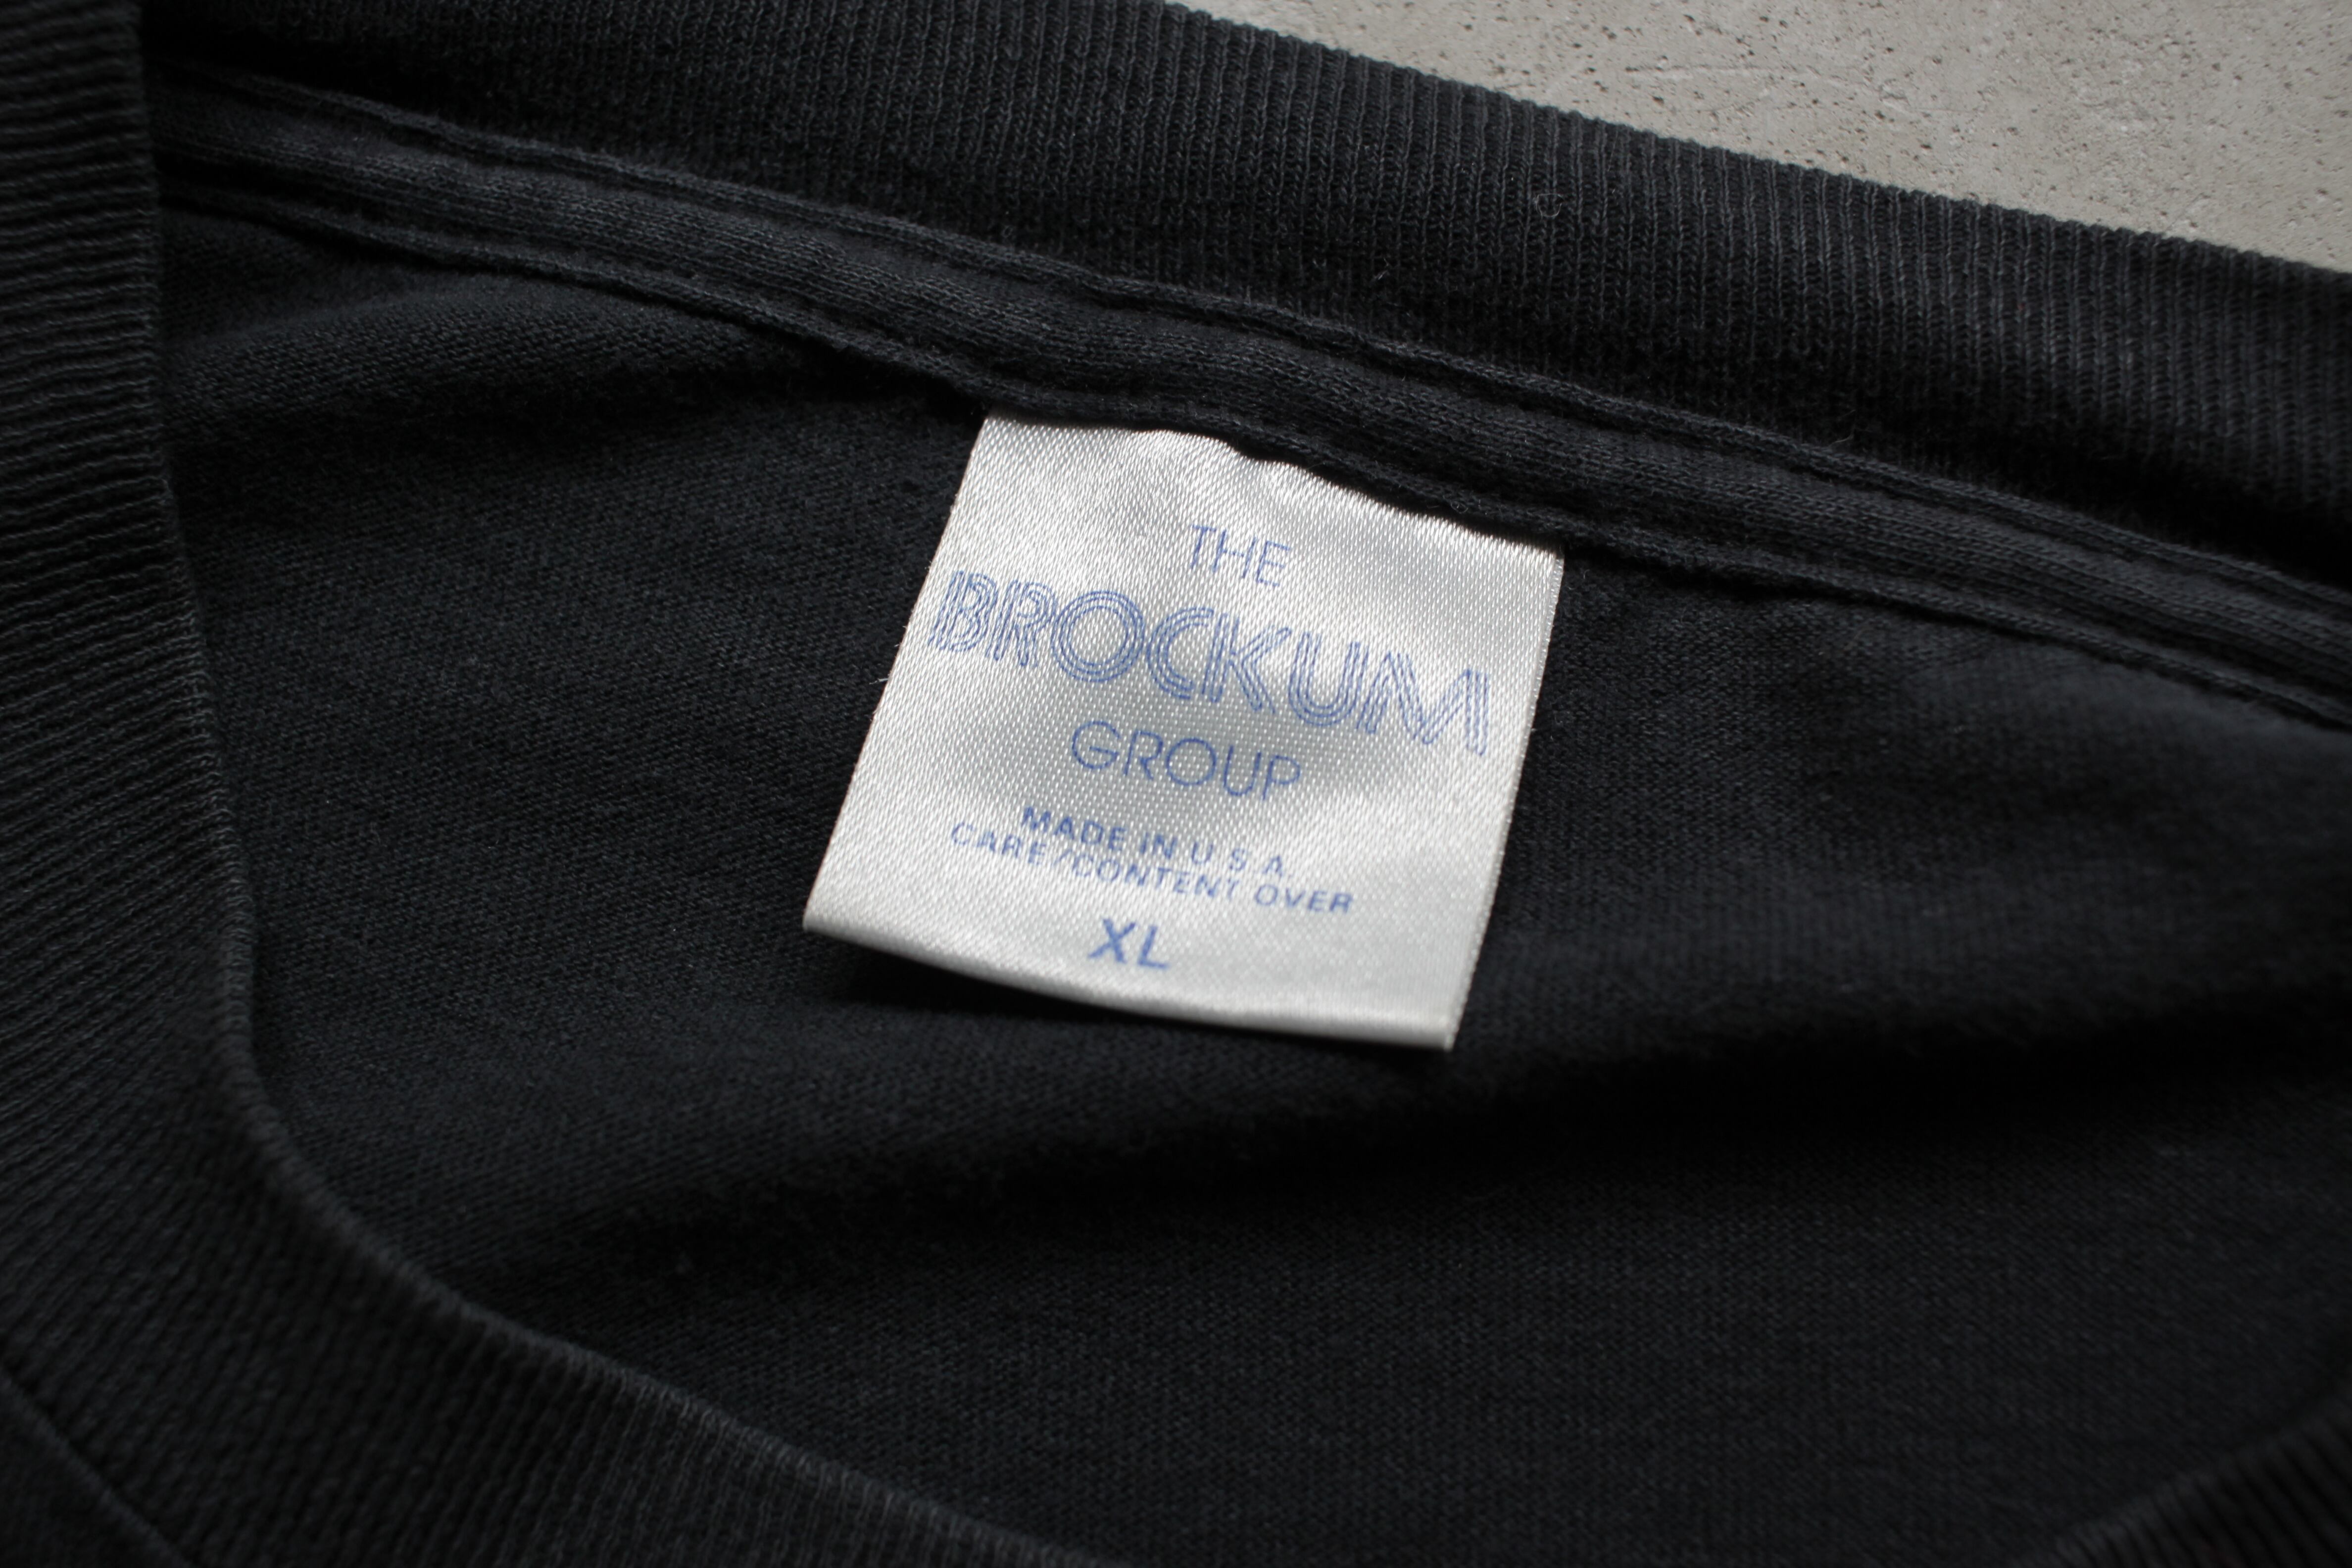 THE
BROCKUM
GROUP
MADE IN U S A
CARE/CONTENT OVER
XL